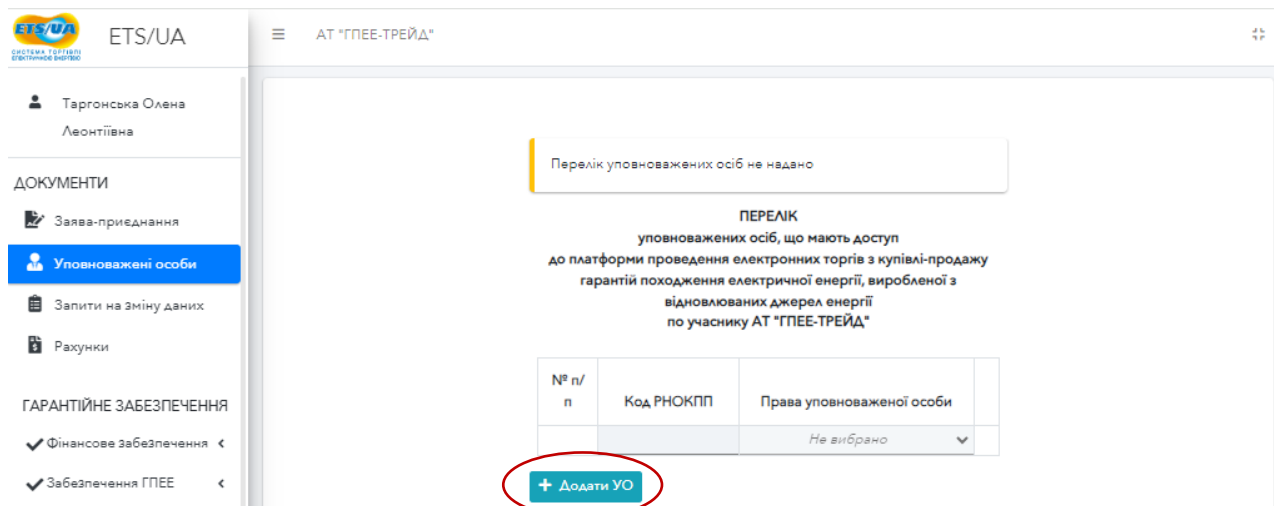 ETS/UA
СИСТЕМА ТОРГІВЛІ
ЕЛЕКТРИЧНОЮ ЕНЕРГІЄЮ
ETS/UA
АТ "ГПЕЕ-ТРЕЙД"
Таргонська Олена
Леонтіївна
ДОКУМЕНТИ
Заява-приєднання
Уповноважені особи
Запити на зміну даних
Рахунки
ГАРАНТІЙНЕ ЗАБЕЗПЕЧЕННЯ
Фінансове забезпечення
Забезпечення ГПЕЕ
Перелік уповноважених осіб не надано
ПЕРЕЛІК
уповноважених осіб, що мають доступ
до платформи проведення електронних торгів з купівлі-продажу
гарантій походження електричної енергії, виробленої з
відновлюваних джерел енергії
по учаснику АТ "ГПЕЕ-ТРЕЙД"
№ п/
п
Код РНОКПП
Права уповноваженої особи
Не вибрано
+ Додати УО